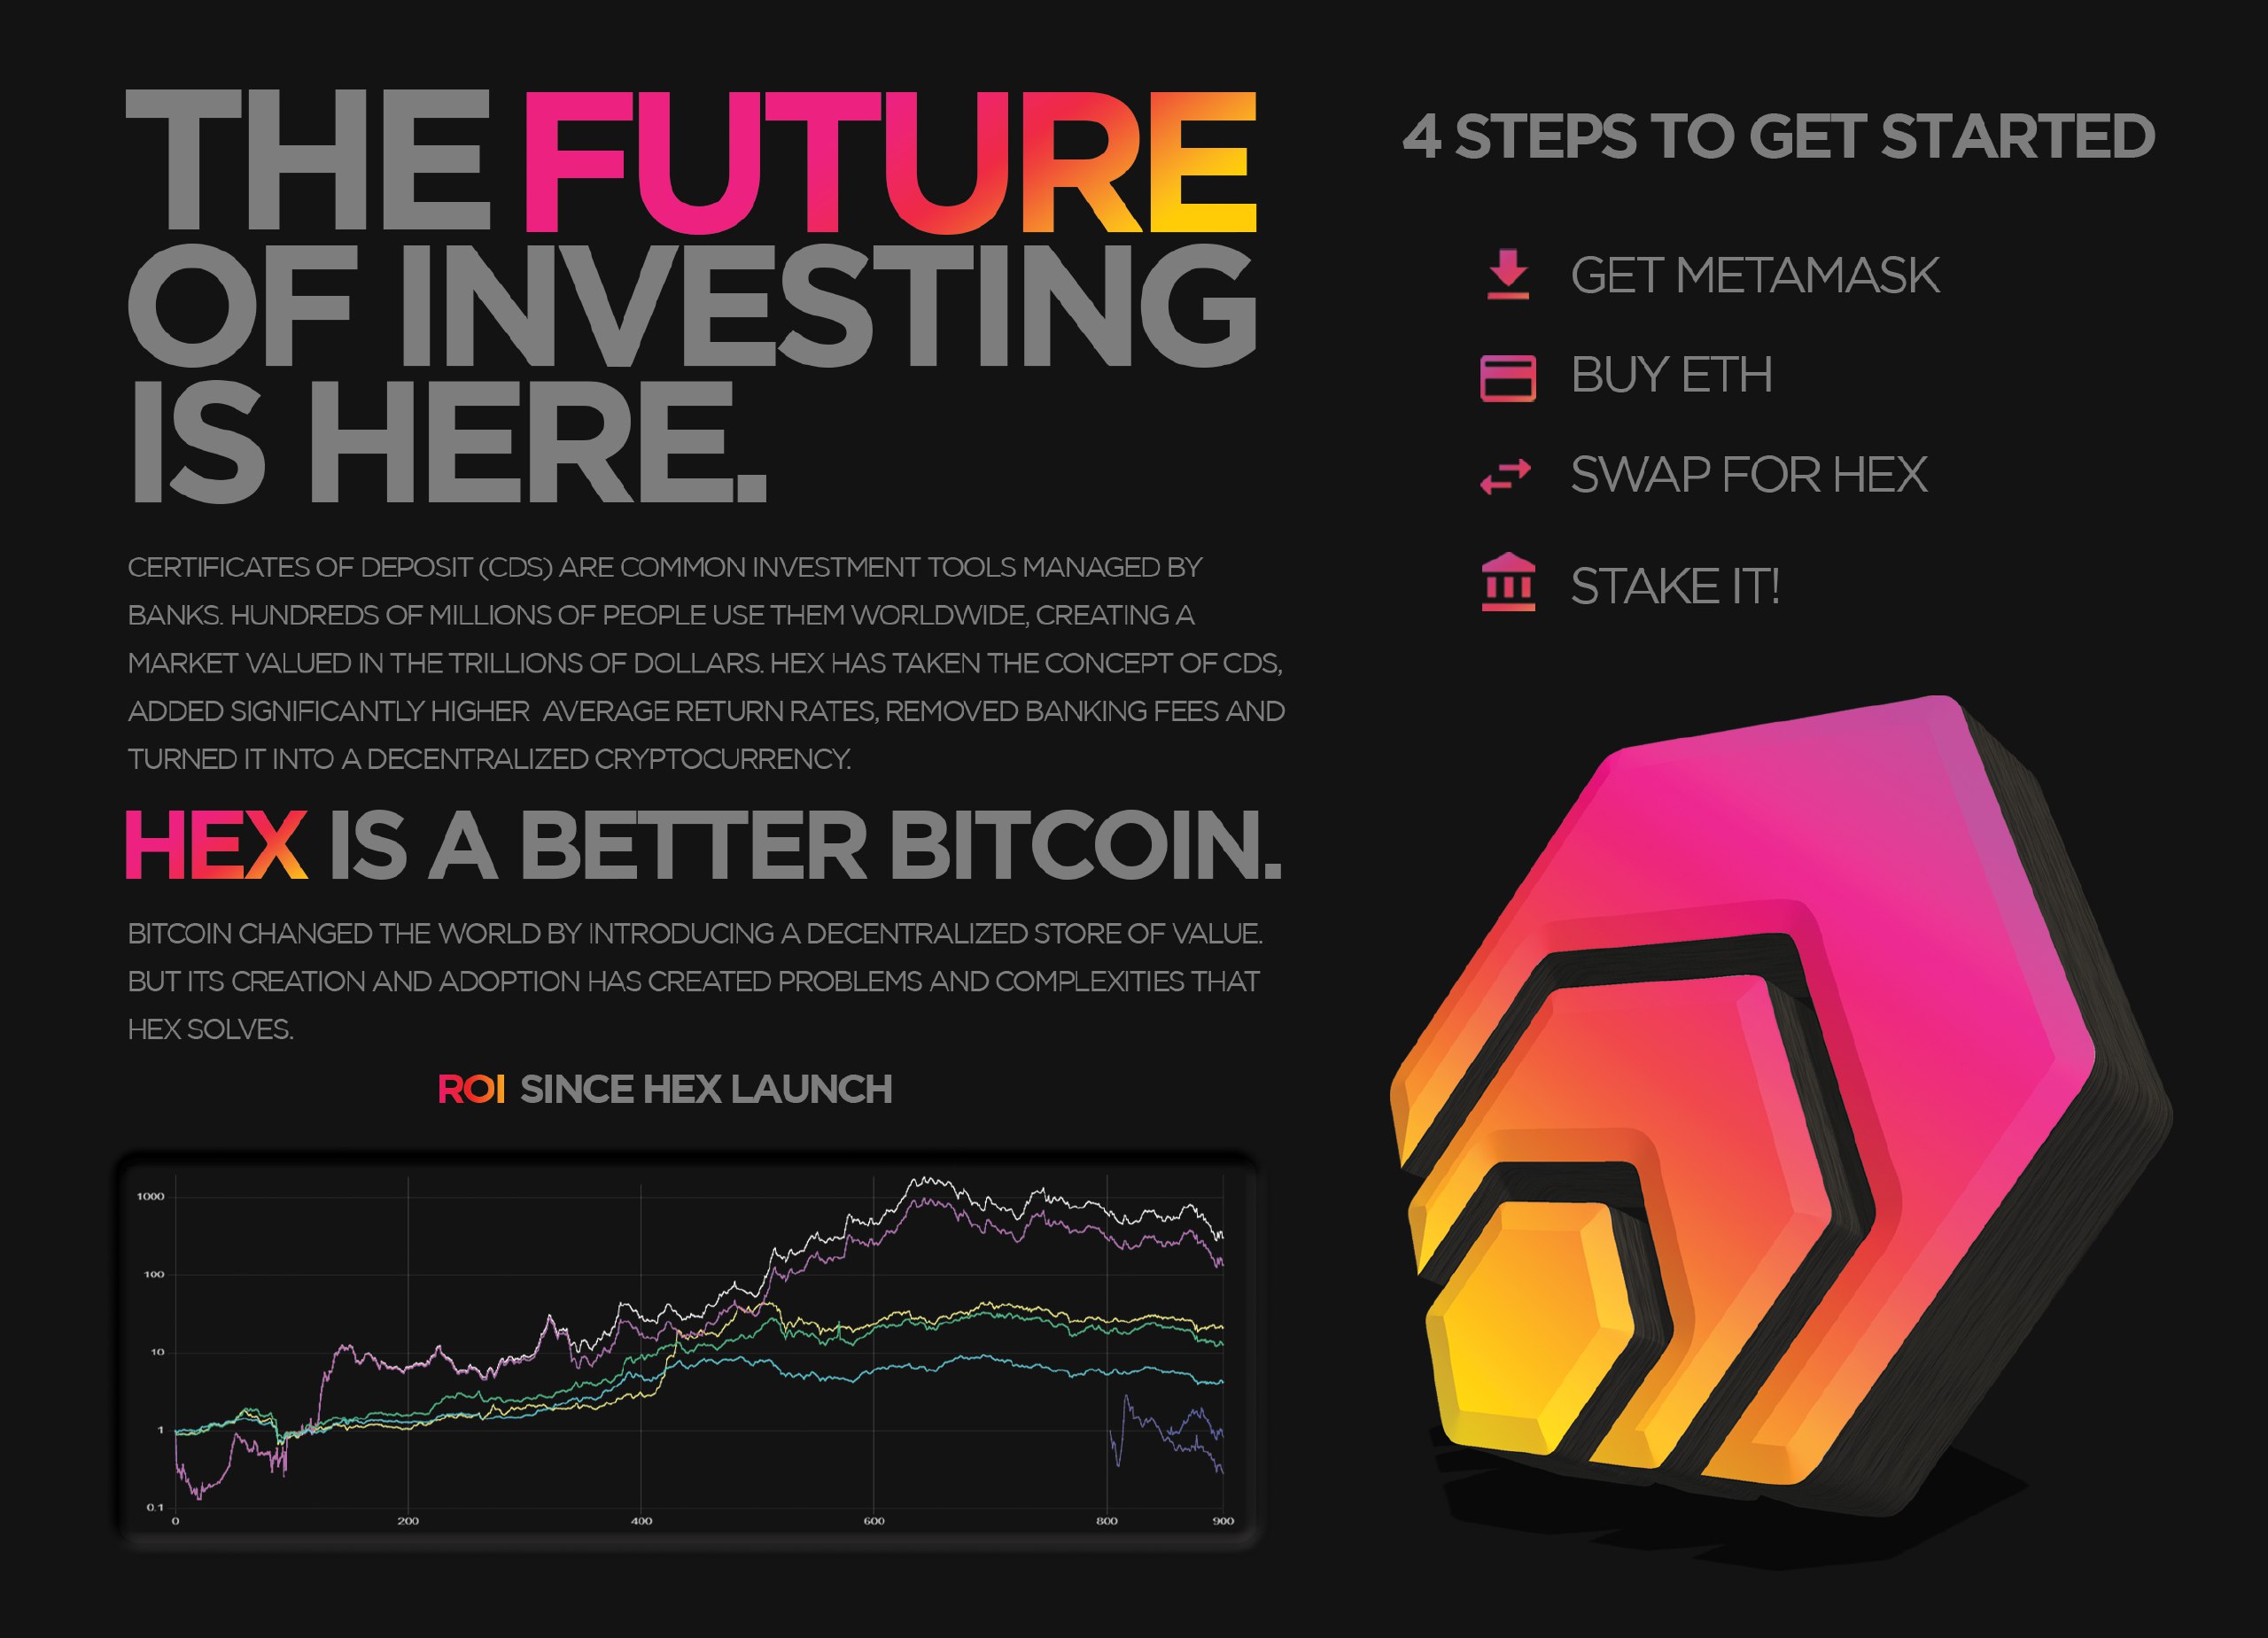 THE FUTURE
OF INVESTING
IS HERE.
CERTIFICATES OF DEPOSIT (CDS) ARE COMMON INVESTMENT TOOLS MANAGED BY
BANKS. HUNDREDS OF MILLIONS OF PEOPLE USE THEM WORLDWIDE, CREATING A
MARKET VALUED IN THE TRILLIONS OF DOLLARS. HEX HAS TAKEN THE CONCEPT OF CDS,
ADDED SIGNIFICANTLY HIGHER AVERAGE RETURN RATES, REMOVED BANKING FEES AND
TURNED IT INTO A DECENTRALIZED CRYPTOCURRENCY.
HEX IS A BETTER BITCOIN.
BITCOIN CHANGED THE WORLD BY INTRODUCING A DECENTRALIZED STORE OF VALUE.
BUT ITS CREATION AND ADOPTION HAS CREATED PROBLEMS AND COMPLEXITIES THAT
HEX SOLVES.
ROI SINCE HEX LAUNCH
1000
100
10
1
0.1
0 200 400 600 800 900
4 STEPS TO GET STARTED
GET METAMASK
BUY ETH
SWAP FOR HEX
STAKE IT!